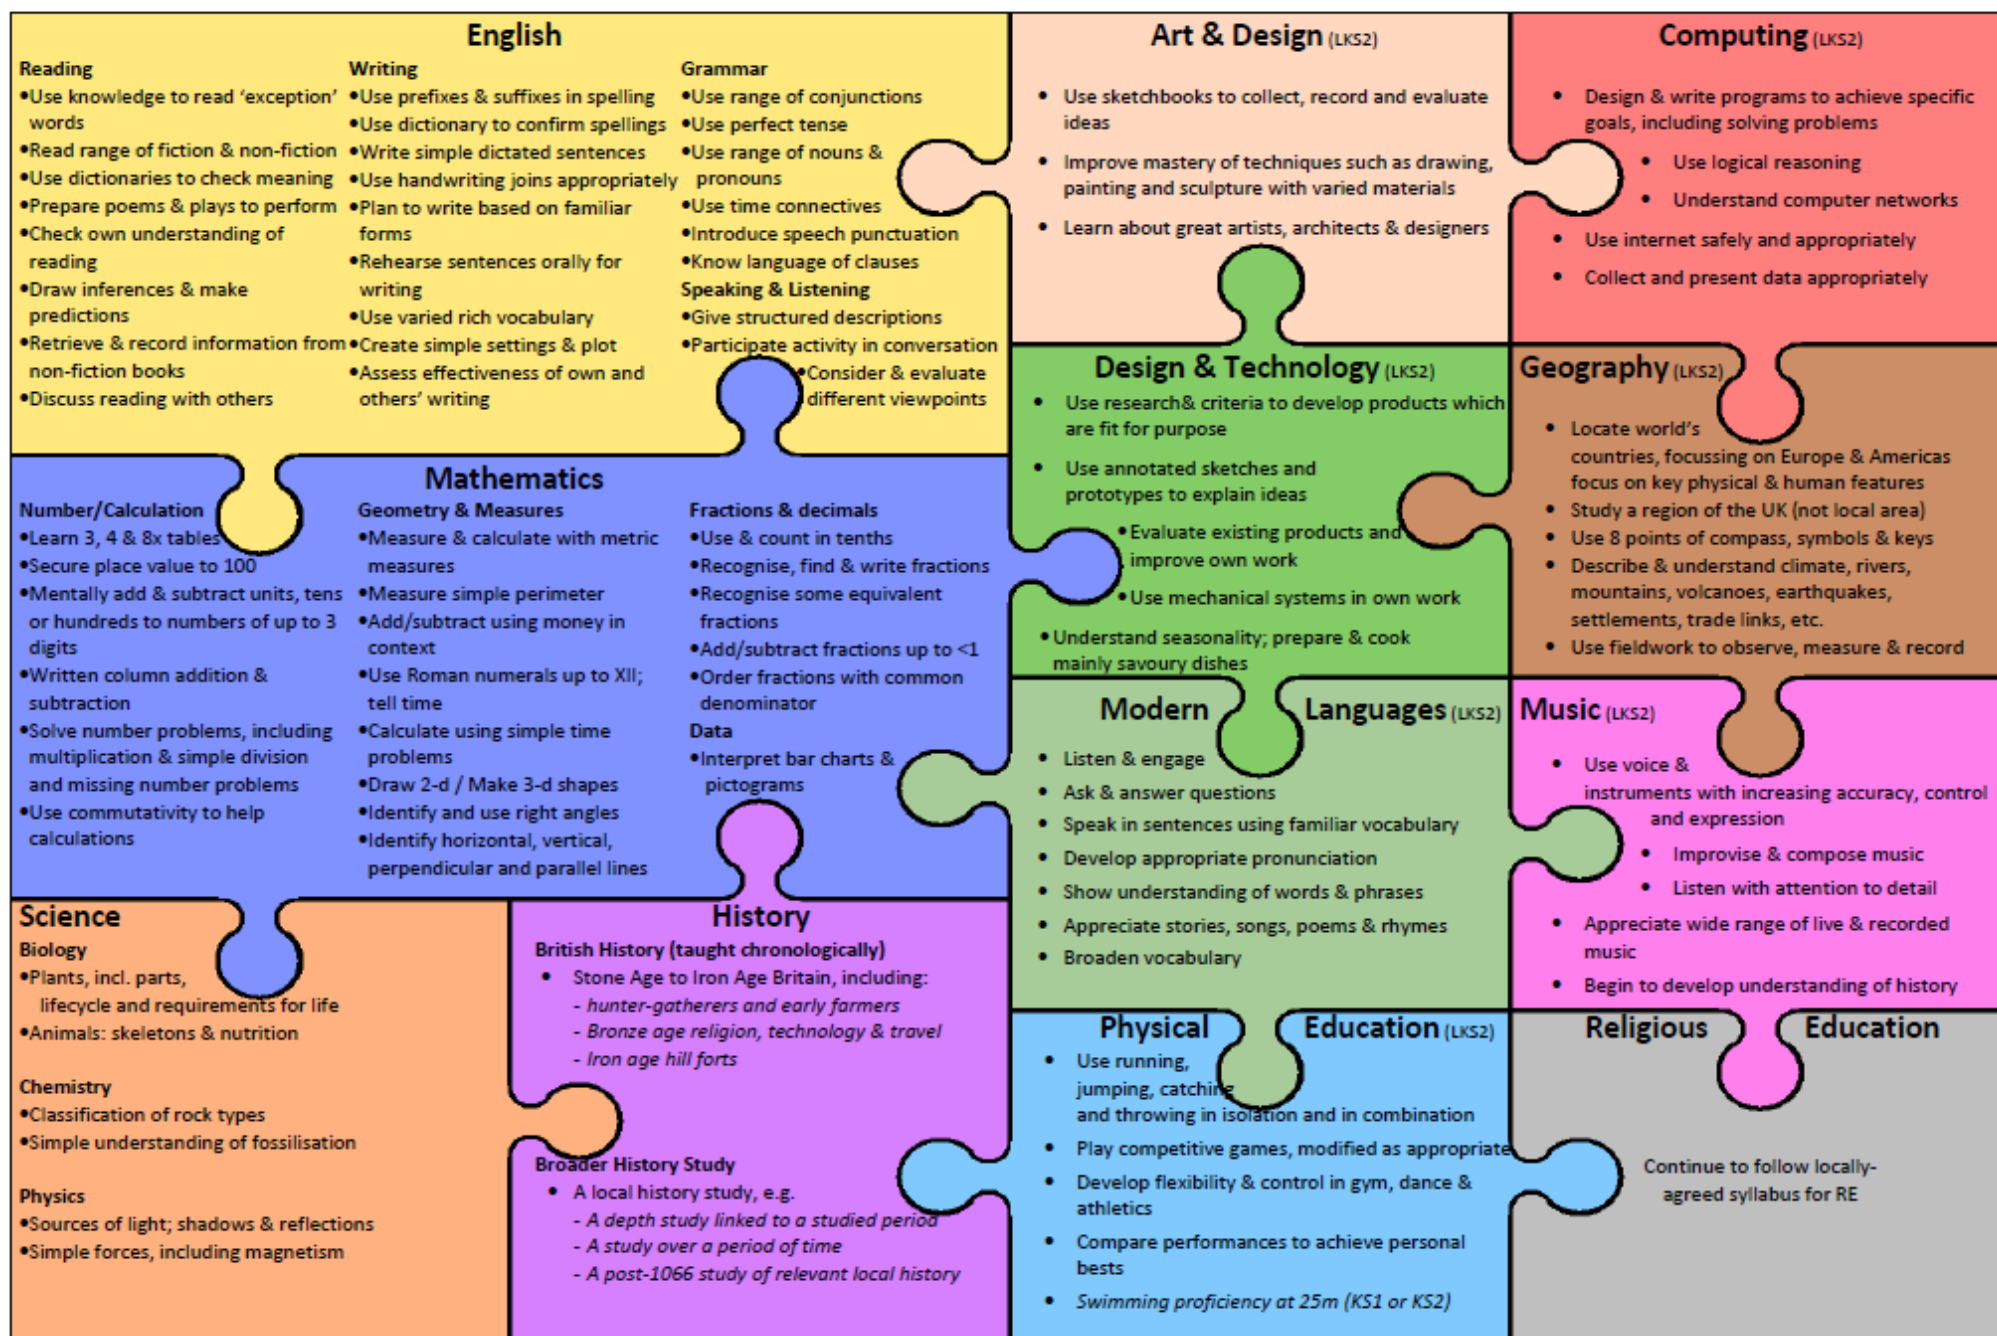 English
Reading
•Use knowledge to read ‘exception’
words
•Read range of fiction & non-fiction
•Use dictionaries to check meaning
•Prepare poems & plays to perform
•Check own understanding of
reading
•Draw inferences & make
predictions
•Retrieve & record information from
non-fiction books
•Discuss reading with others
Writing
•Use prefixes & suffixes in spelling
•Use dictionary to confirm spellings
•Write simple dictated sentences
•Use handwriting joins appropriately
•Plan to write based on familiar
forms
•Rehearse sentences orally for
writing
•Use varied rich vocabulary
•Create simple settings & plot
•Assess effectiveness of own and
others’ writing
Grammar
•Use range of conjunctions
•Use perfect tense
•Use range of nouns &
pronouns
•Use time connectives
•Introduce speech punctuation
•Know language of clauses
Speaking & Listening
•Give structured descriptions
•Participate activity in conversation
•Consider & evaluate
different viewpoints
Art & Design (LKS2)
• Use sketchbooks to collect, record and evaluate
ideas
• Improve mastery of techniques such as drawing,
painting and sculpture with varied materials
• Learn about great artists, architects & designers
Computing (LKS2)
• Design & write programs to achieve specific
goals, including solving problems
• Use logical reasoning
• Understand computer networks
• Use internet safely and appropriately
• Collect and present data appropriately
Mathematics
Number/Calculation
•Learn 3, 4 & 8x tables
•Secure place value to 100
•Mentally add & subtract units, tens
or hundreds to numbers of up to 3
digits
•Written column addition &
subtraction
•Solve number problems, including
multiplication & simple division
and missing number problems
•Use commutativity to help
calculations
Geometry & Measures
•Measure & calculate with metric
measures
•Measure simple perimeter
•Add/subtract using money in
context
•Use Roman numerals up to XII;
tell time
•Calculate using simple time
problems
•Draw 2-d / Make 3-d shapes
•Identify and use right angles
•Identify horizontal, vertical,
perpendicular and parallel lines
Fractions & decimals
•Use & count in tenths
•Recognise, find & write fractions
•Recognise some equivalent
fractions
•Add/subtract fractions up to <1
•Order fractions with common
denominator
Data
•Interpret bar charts &
pictograms
Design & Technology (LKS2)
• Use research& criteria to develop products which
are fit for purpose
• Use annotated sketches and
prototypes to explain ideas
•Evaluate existing products and
improve own work
•Use mechanical systems in own work
•Understand seasonality; prepare & cook
mainly savoury dishes
Geography (LKS2)
• Locate world’s
countries, focussing on Europe & Americas
focus on key physical & human features
• Study a region of the UK (not local area)
• Use 8 points of compass, symbols & keys
• Describe & understand climate, rivers,
mountains, volcanoes, earthquakes,
settlements, trade links, etc.
• Use fieldwork to observe, measure & record
Modern Languages (LKS2)
• Listen & engage
• Ask & answer questions
• Speak in sentences using familiar vocabulary
• Develop appropriate pronunciation
• Show understanding of words & phrases
• Appreciate stories, songs, poems & rhymes
• Broaden vocabulary
Music (LKS2)
• Use voice &
instruments with increasing accuracy, control
and expression
• Improvise & compose music
• Listen with attention to detail
• Appreciate wide range of live & recorded
music
• Begin to develop understanding of history
Science
Biology
•Plants, incl. parts,
lifecycle and requirements for life
•Animals: skeletons & nutrition
Chemistry
•Classification of rock types
•Simple understanding of fossilisation
Physics
•Sources of light; shadows & reflections
•Simple forces, including magnetism
History
British History (taught chronologically)
• Stone Age to Iron Age Britain, including:
- hunter-gatherers and early farmers
- Bronze age religion, technology & travel
- Iron age hill forts
Broader History Study
• A local history study, e.g.
- A depth study linked to a studied period
- A study over a period of time
- A post-1066 study of relevant local history
Physical Education (LKS2)
• Use running,
jumping, catching
and throwing in isolation and in combination
• Play competitive games, modified as appropriate
• Develop flexibility & control in gym, dance &
athletics
• Compare performances to achieve personal
bests
• Swimming proficiency at 25m (KS1 or KS2)
Religious Education
Continue to follow locally-
agreed syllabus for RE